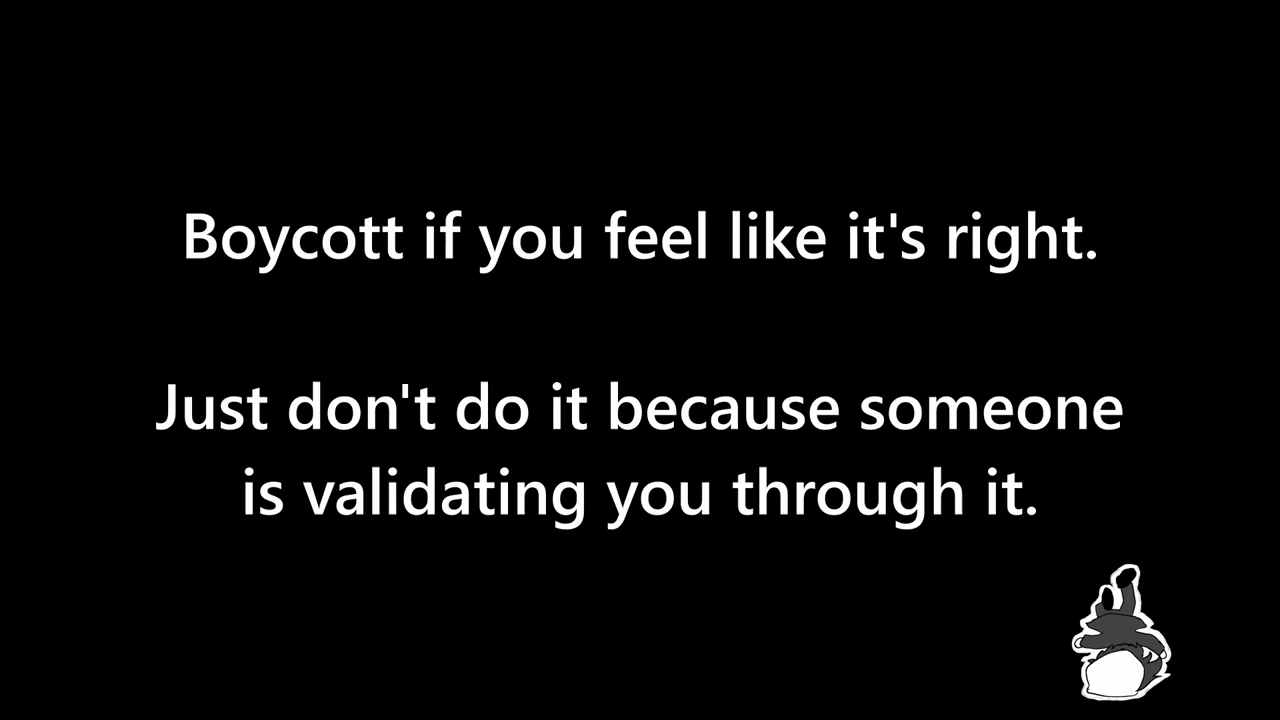 Boycott if you feel like it's right.
Just don't do it because someone
is validating you through it.